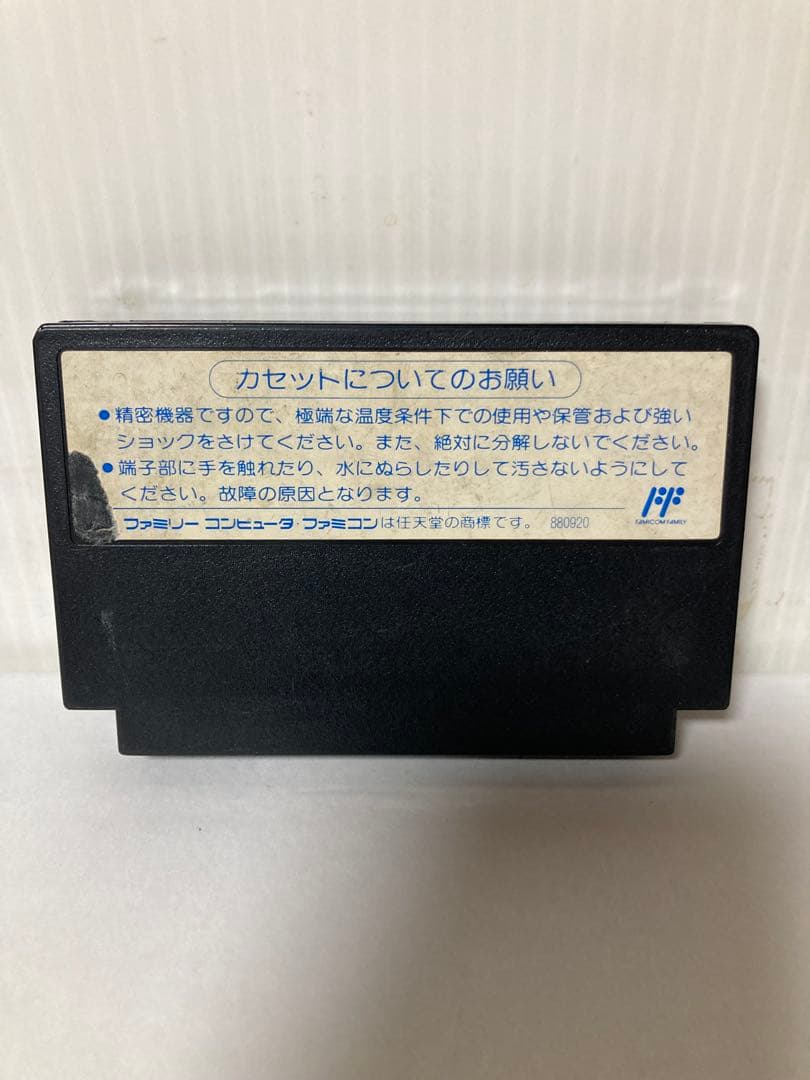 カセットについてのお願い
●精密機器ですので、極端な温度条件下での使用や保管および強い
ショックをさけてください。また、絶対に分解しないでください。
●端子部に手を触れたり、水にぬらしたりして汚さないようにして
ください。故障の原因となります。
FAMICOM FAMILY
ファミリー コンピュータ・ファミコンは任天堂の商標です。 880920